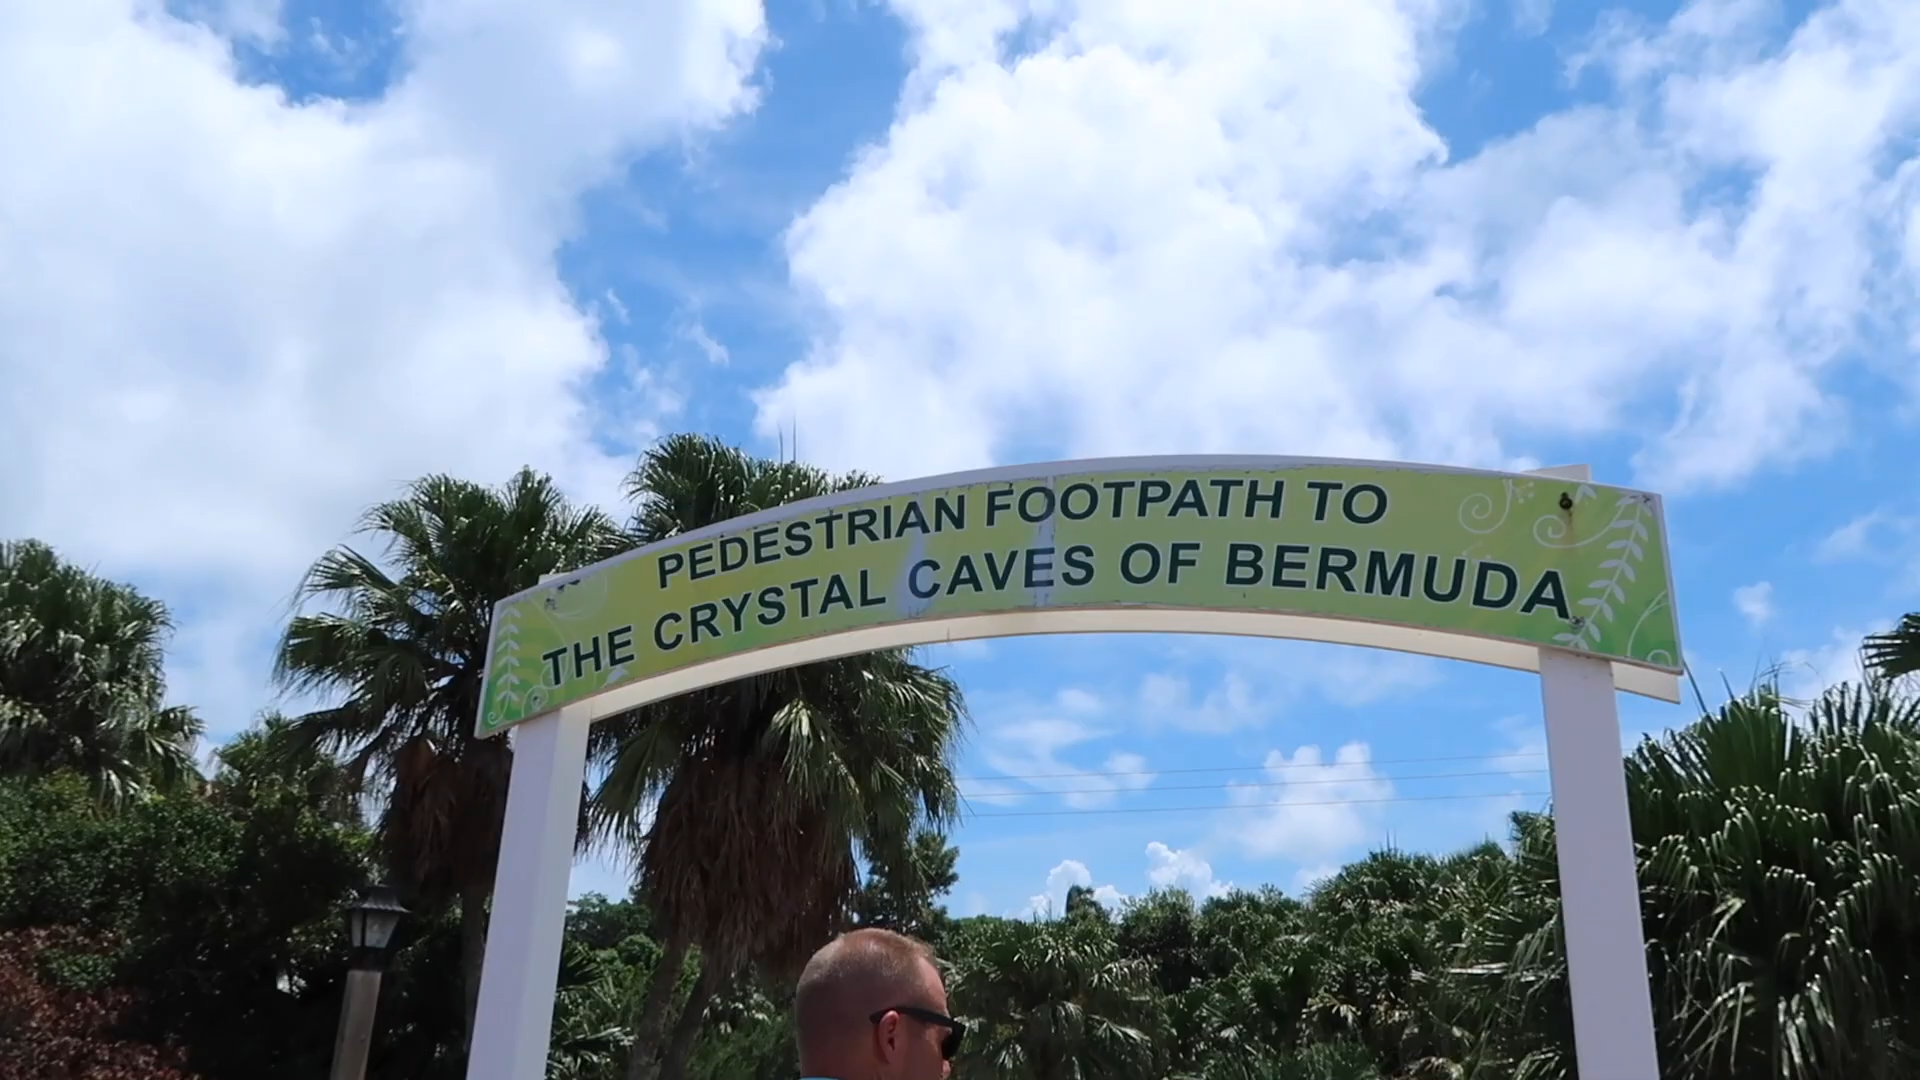 PEDESTRIAN FOOTPATH TO
THE CRYSTAL CAVES OF BERMUDA